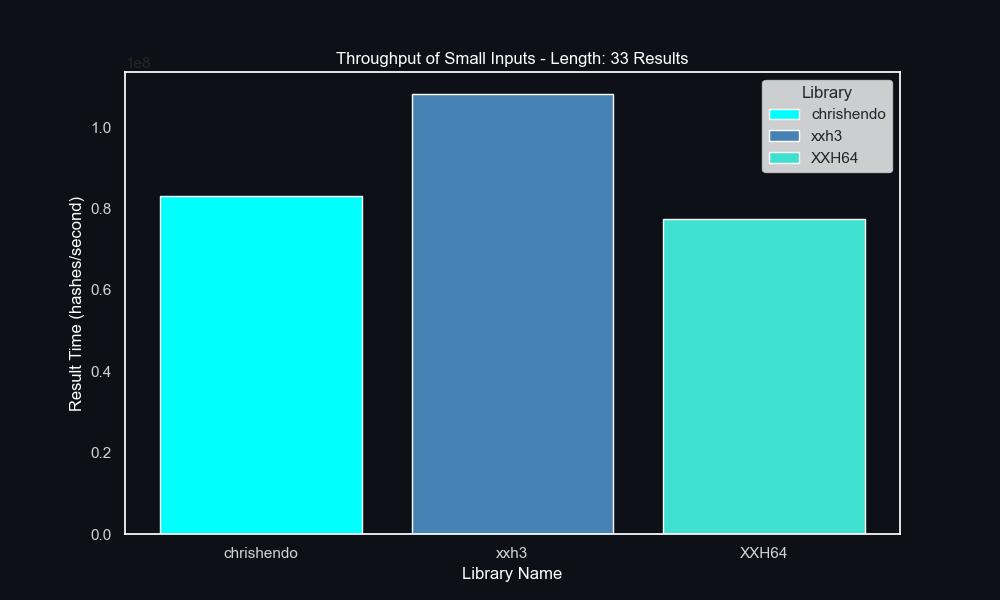 Throughput of Small Inputs - Length: 33 Results
1e8
Library
chrishendo
xxh3
XXH64
1.0
0.8
0.6
0.4
0.2
0.0
Result Time (hashes/second)
chrishendo
xxh3
XXH64
Library Name